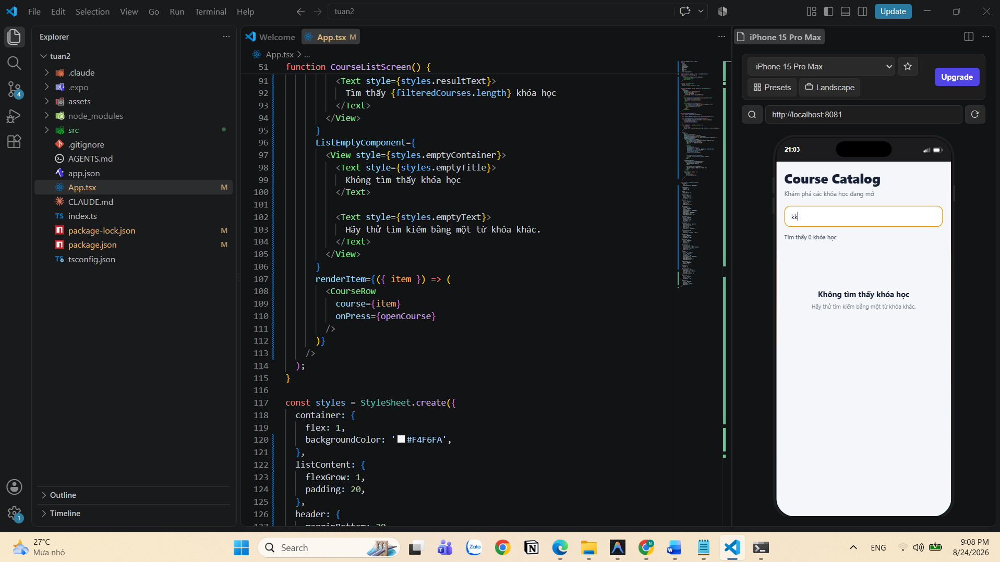 File Edit Selection View Go Run Terminal Help
tuan2
Update
Explorer
tuan2
.claude
.expo
assets
node_modules
src
.gitignore
AGENTS.md
app.json
App.tsx M
CLAUDE.md
index.ts
package-lock.json M
package.json M
tsconfig.json
Outline
Timeline
4
1
Welcome
App.tsx M
App.tsx > ...
51 function CourseListScreen() {
91 <Text style={styles.resultText}>
92 Tìm thấy {filteredCourses.length} khóa học
93 </Text>
94 </View>
95 }
96 ListEmptyComponent={
97 <View style={styles.emptyContainer}>
98 <Text style={styles.emptyTitle}>
99 Không tìm thấy khóa học
100 </Text>
101
102 <Text style={styles.emptyText}>
103 Hãy thử tìm kiếm bằng một từ khóa khác.
104 </Text>
105 </View>
106 }
107 renderItem={({ item }) => (
108 <CourseRow
109 course={item}
110 onPress={openCourse}
111 />
112 )}
113 />
114 );
115 }
116
117 const styles = StyleSheet.create({
118 container: {
119 flex: 1,
120 backgroundColor: '#F4F6FA',
121 },
122 listContent: {
123 flexGrow: 1,
124 padding: 20,
125 },
126 header: {
iPhone 15 Pro Max
iPhone 15 Pro Max
Upgrade
Presets
Landscape
http://localhost:8081
21:03
Course Catalog
Khám phá các khóa học đang mở
kk
Tìm thấy 0 khóa học
Không tìm thấy khóa học
Hãy thử tìm kiếm bằng một từ khóa khác.
27°C
Mưa nhỏ
Search
Zalo
ENG
9:08 PM
8/24/2026